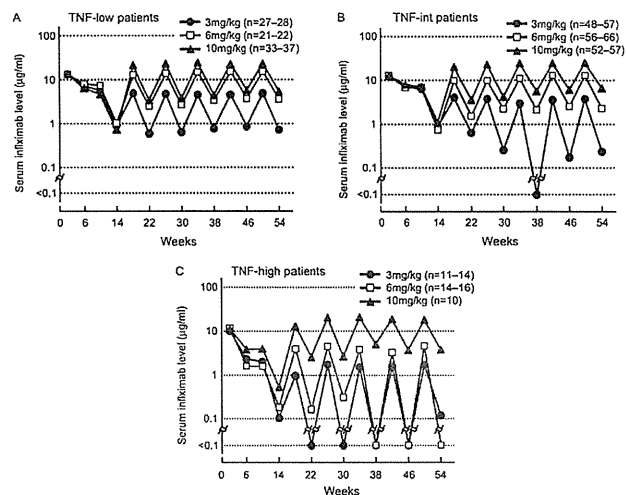 A TNF-low patients
3mg/kg (n=27–28)
6mg/kg (n=21–22)
10mg/kg (n=33–37)
Serum infliximab level (µg/ml)
100
10
1
0.1
<0.1
0 6 14 22 30 38 46 54
Weeks
B TNF-int patients
3mg/kg (n=48–57)
6mg/kg (n=56–66)
10mg/kg (n=52–57)
Serum infliximab level (µg/ml)
100
10
1
0.1
<0.1
0 6 14 22 30 38 46 54
Weeks
C TNF-high patients
3mg/kg (n=11–14)
6mg/kg (n=14–16)
10mg/kg (n=10)
Serum infliximab level (µg/ml)
100
10
1
0.1
<0.1
0 6 14 22 30 38 46 54
Weeks